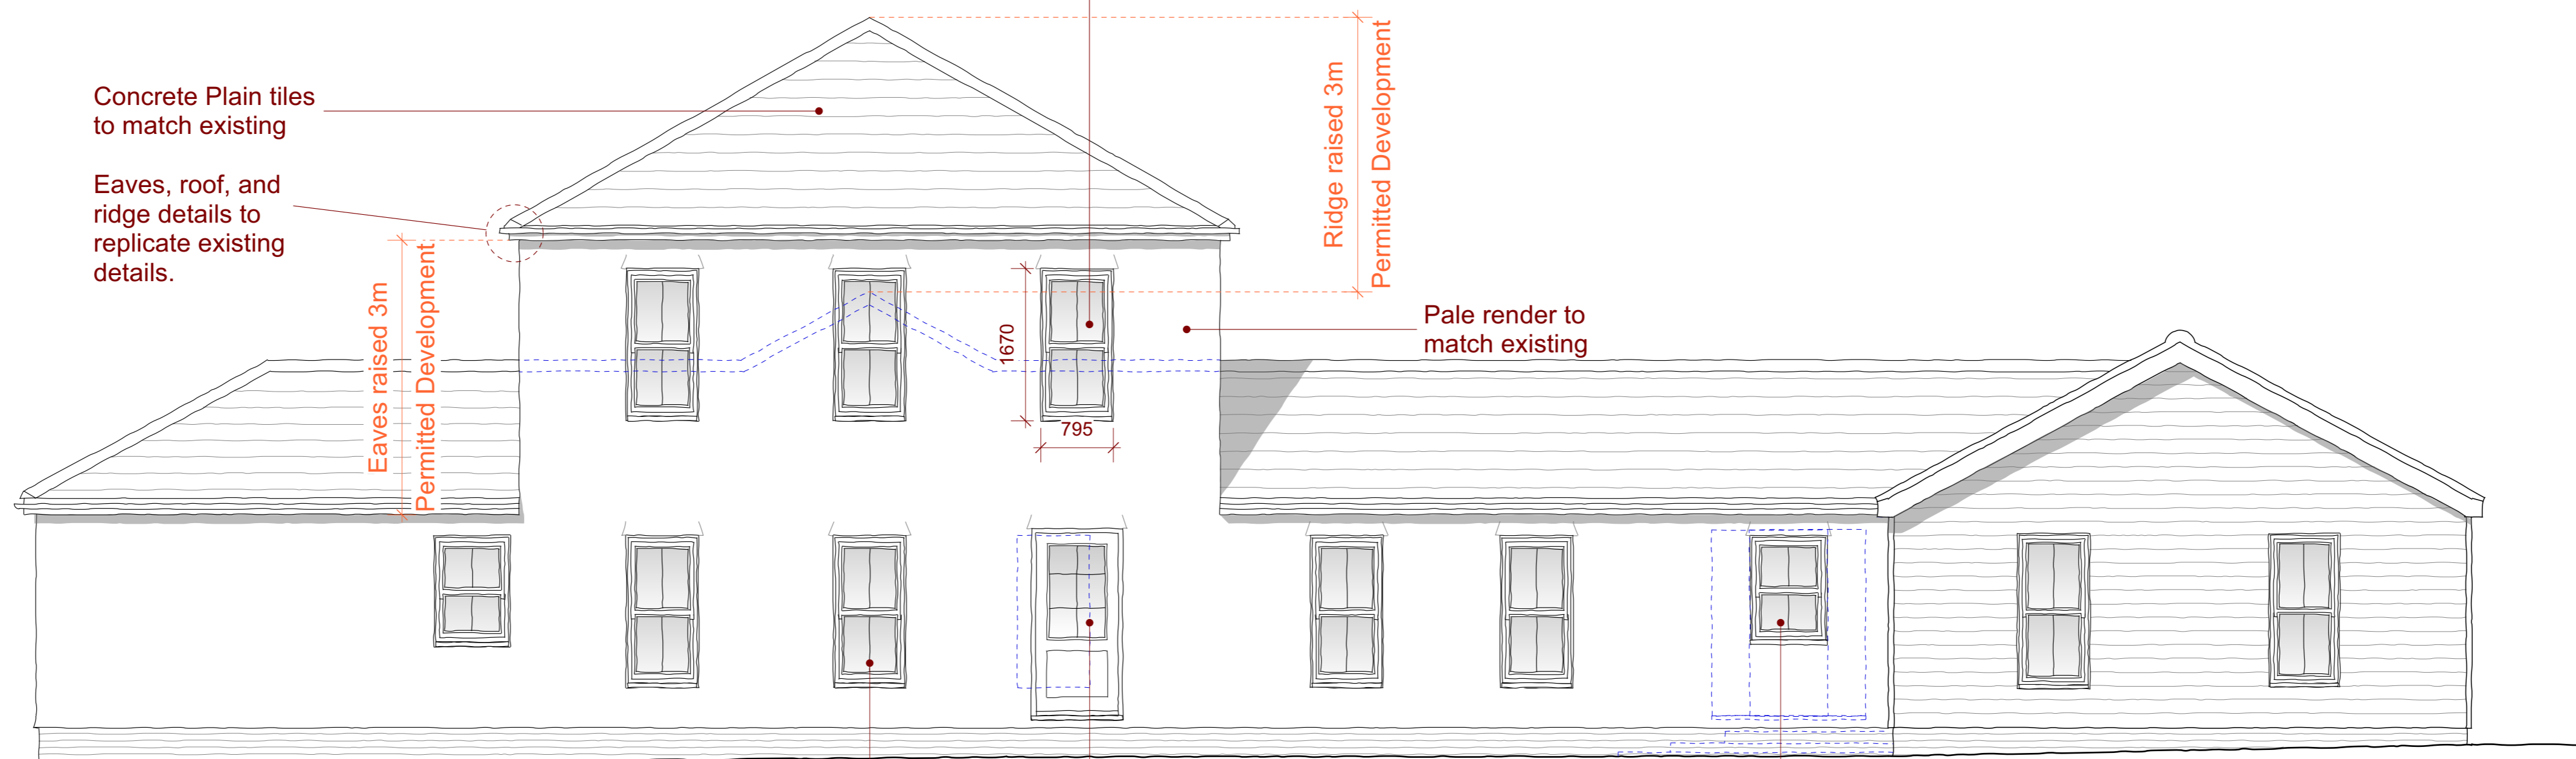 Concrete Plain tiles
to match existing
Eaves, roof, and
ridge details to
replicate existing
details.
Eaves raised 3m
Permitted Development
Ridge raised 3m
Permitted Development
1670
795
Pale render to
match existing